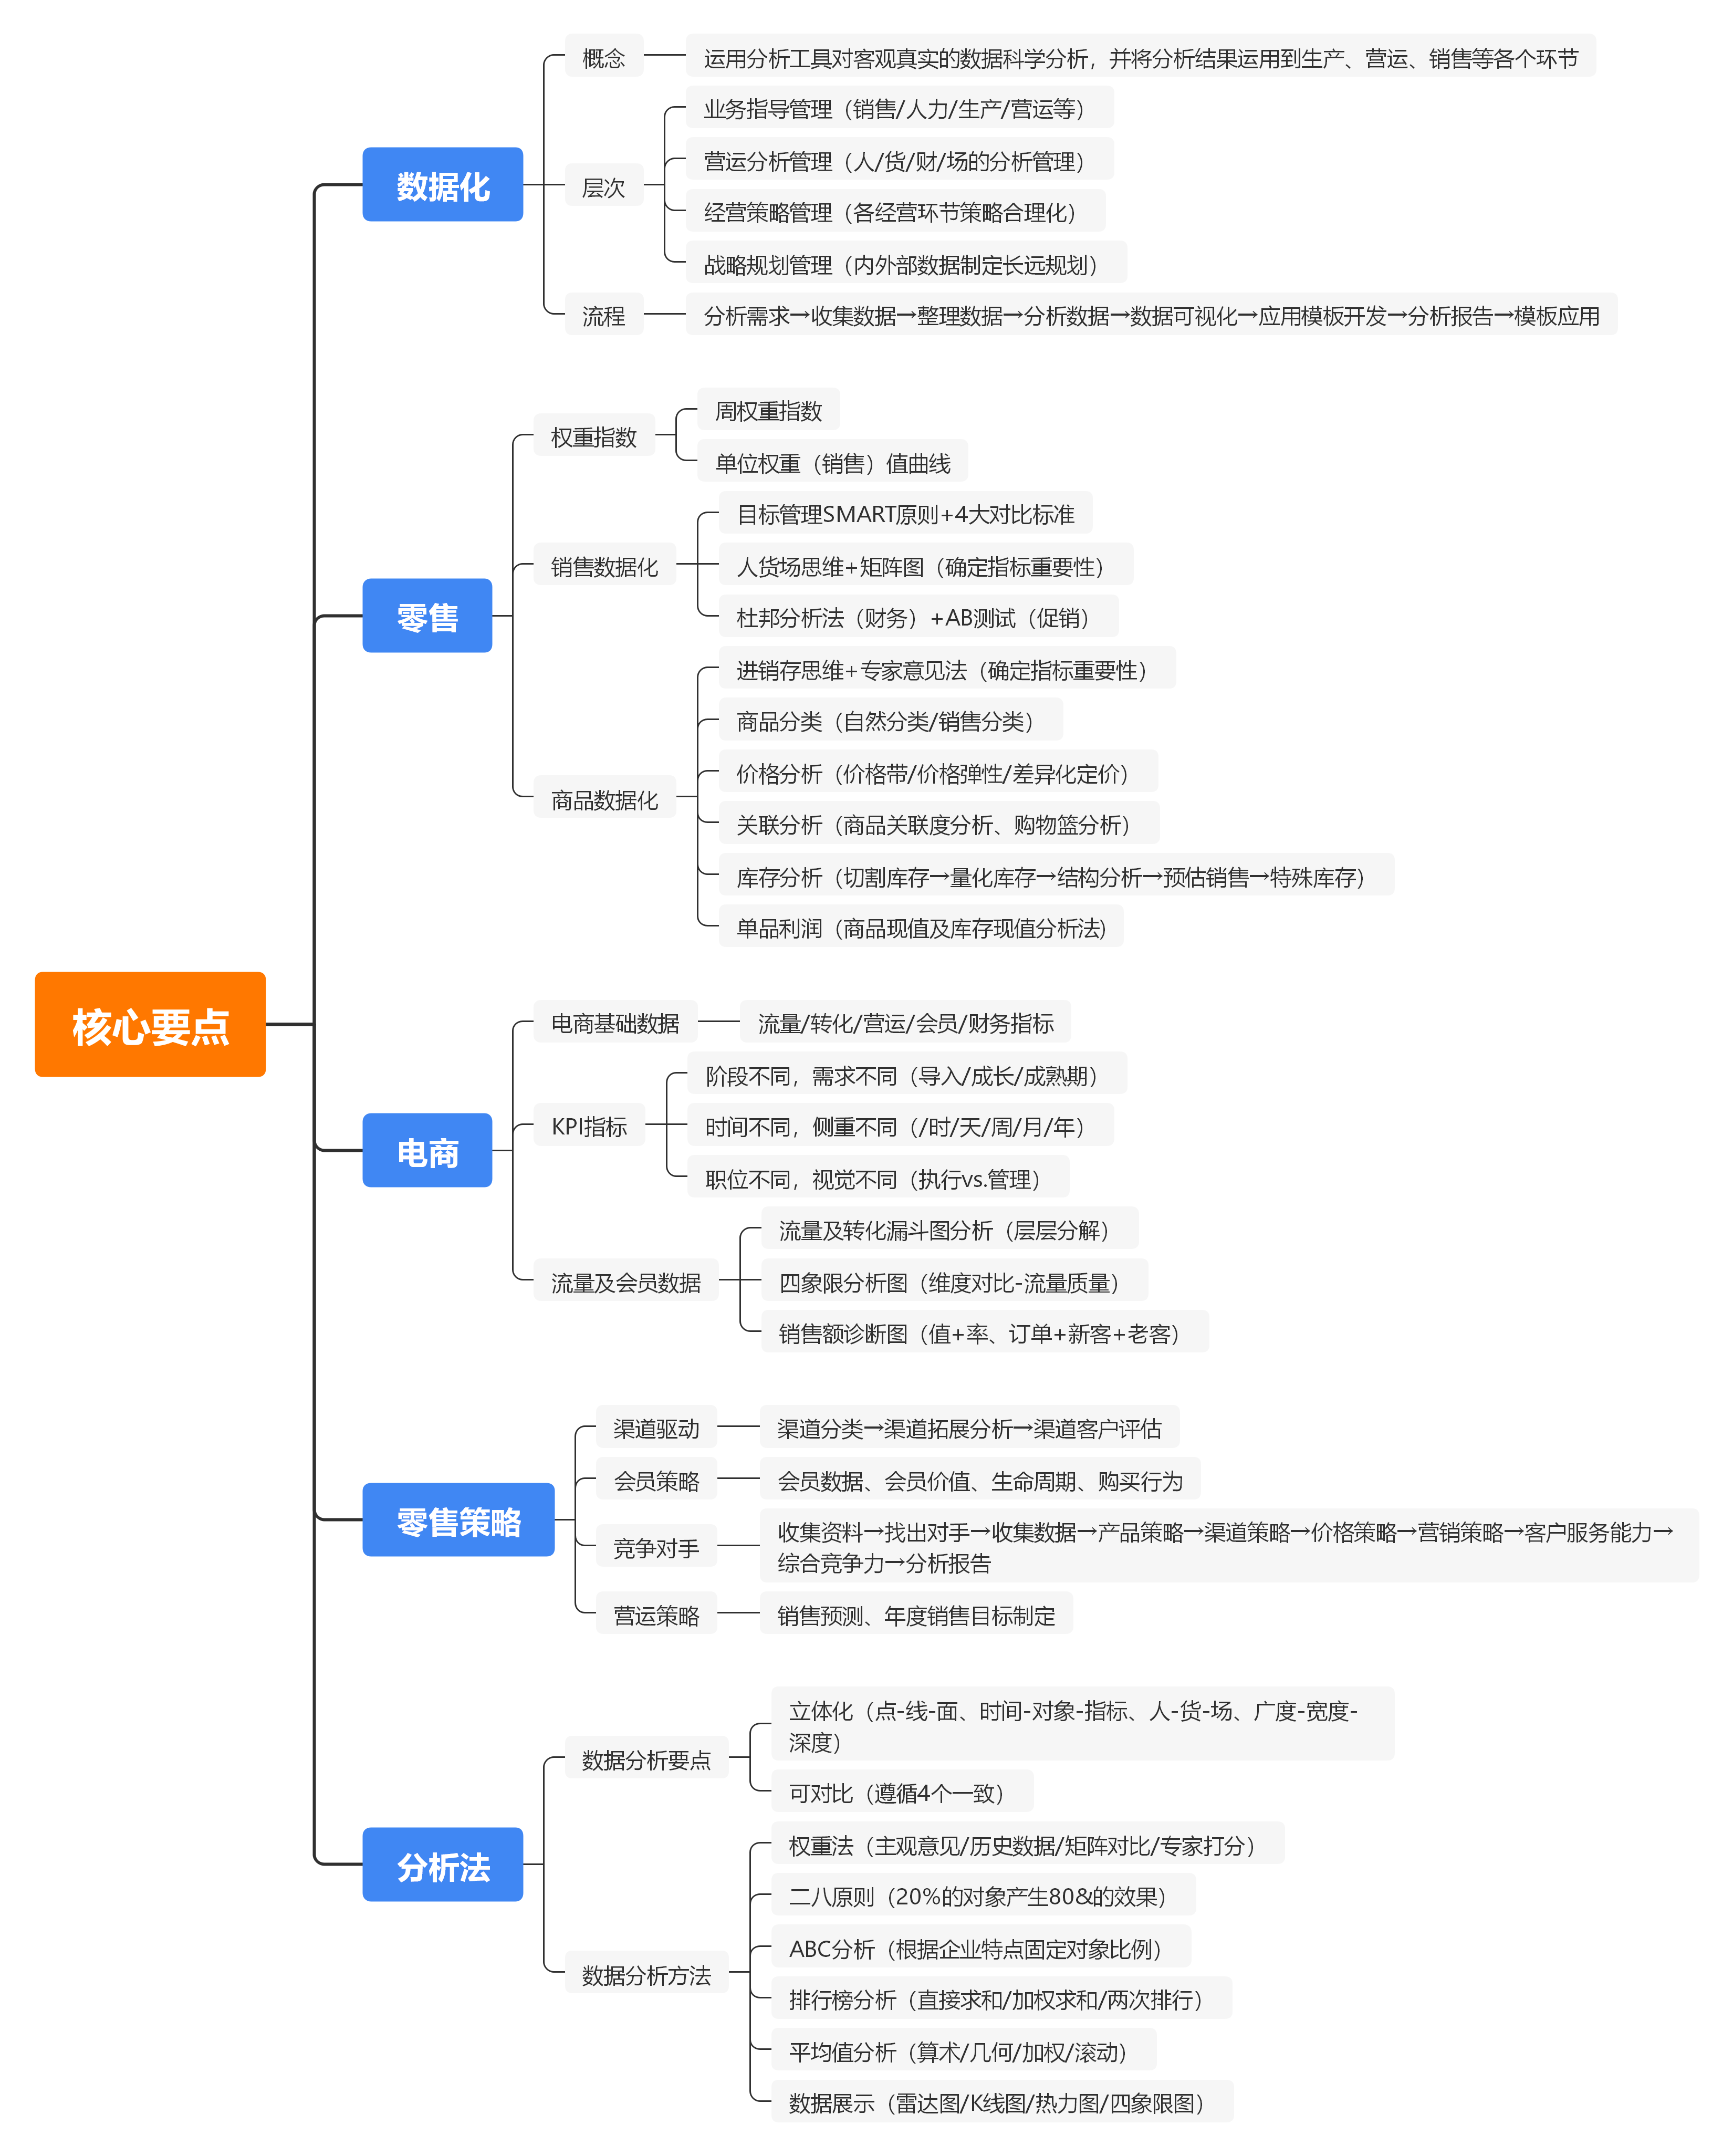 核心要点
数据化
概念
运用分析工具对客观真实的数据科学分析，并将分析结果运用到生产、营运、销售等各个环节
层次
业务指导管理（销售/人力/生产/营运等）
营运分析管理（人/货/财/场的分析管理）
经营策略管理（各经营环节策略合理化）
战略规划管理（内外部数据制定长远规划）
流程
分析需求→收集数据→整理数据→分析数据→数据可视化→应用模板开发→分析报告→模板应用
零售
权重指数
周权重指数
单位权重（销售）值曲线
销售数据化
目标管理SMART原则+4大对比标准
人货场思维+矩阵图（确定指标重要性）
杜邦分析法（财务）+AB测试（促销）
商品数据化
进销存思维+专家意见法（确定指标重要性）
商品分类（自然分类/销售分类）
价格分析（价格带/价格弹性/差异化定价）
关联分析（商品关联度分析、购物篮分析）
库存分析（切割库存→量化库存→结构分析→预估销售→特殊库存）
单品利润（商品现值及库存现值分析法)
电商
电商基础数据
流量/转化/营运/会员/财务指标
KPI指标
阶段不同，需求不同（导入/成长/成熟期）
时间不同，侧重不同（/时/天/周/月/年）
职位不同，视觉不同（执行vs.管理）
流量及会员数据
流量及转化漏斗图分析（层层分解）
四象限分析图（维度对比-流量质量）
销售额诊断图（值+率、订单+新客+老客）
零售策略
渠道驱动
渠道分类→渠道拓展分析→渠道客户评估
会员策略
会员数据、会员价值、生命周期、购买行为
竞争对手
收集资料→找出对手→收集数据→产品策略→渠道策略→价格策略→营销策略→客户服务能力→
综合竞争力→分析报告
营运策略
销售预测、年度销售目标制定
分析法
数据分析要点
立体化（点-线-面、时间-对象-指标、人-货-场、广度-宽度-
深度）
可对比（遵循4个一致）
数据分析方法
权重法（主观意见/历史数据/矩阵对比/专家打分）
二八原则（20%的对象产生80&的效果）
ABC分析（根据企业特点固定对象比例）
排行榜分析（直接求和/加权求和/两次排行）
平均值分析（算术/几何/加权/滚动）
数据展示（雷达图/K线图/热力图/四象限图）